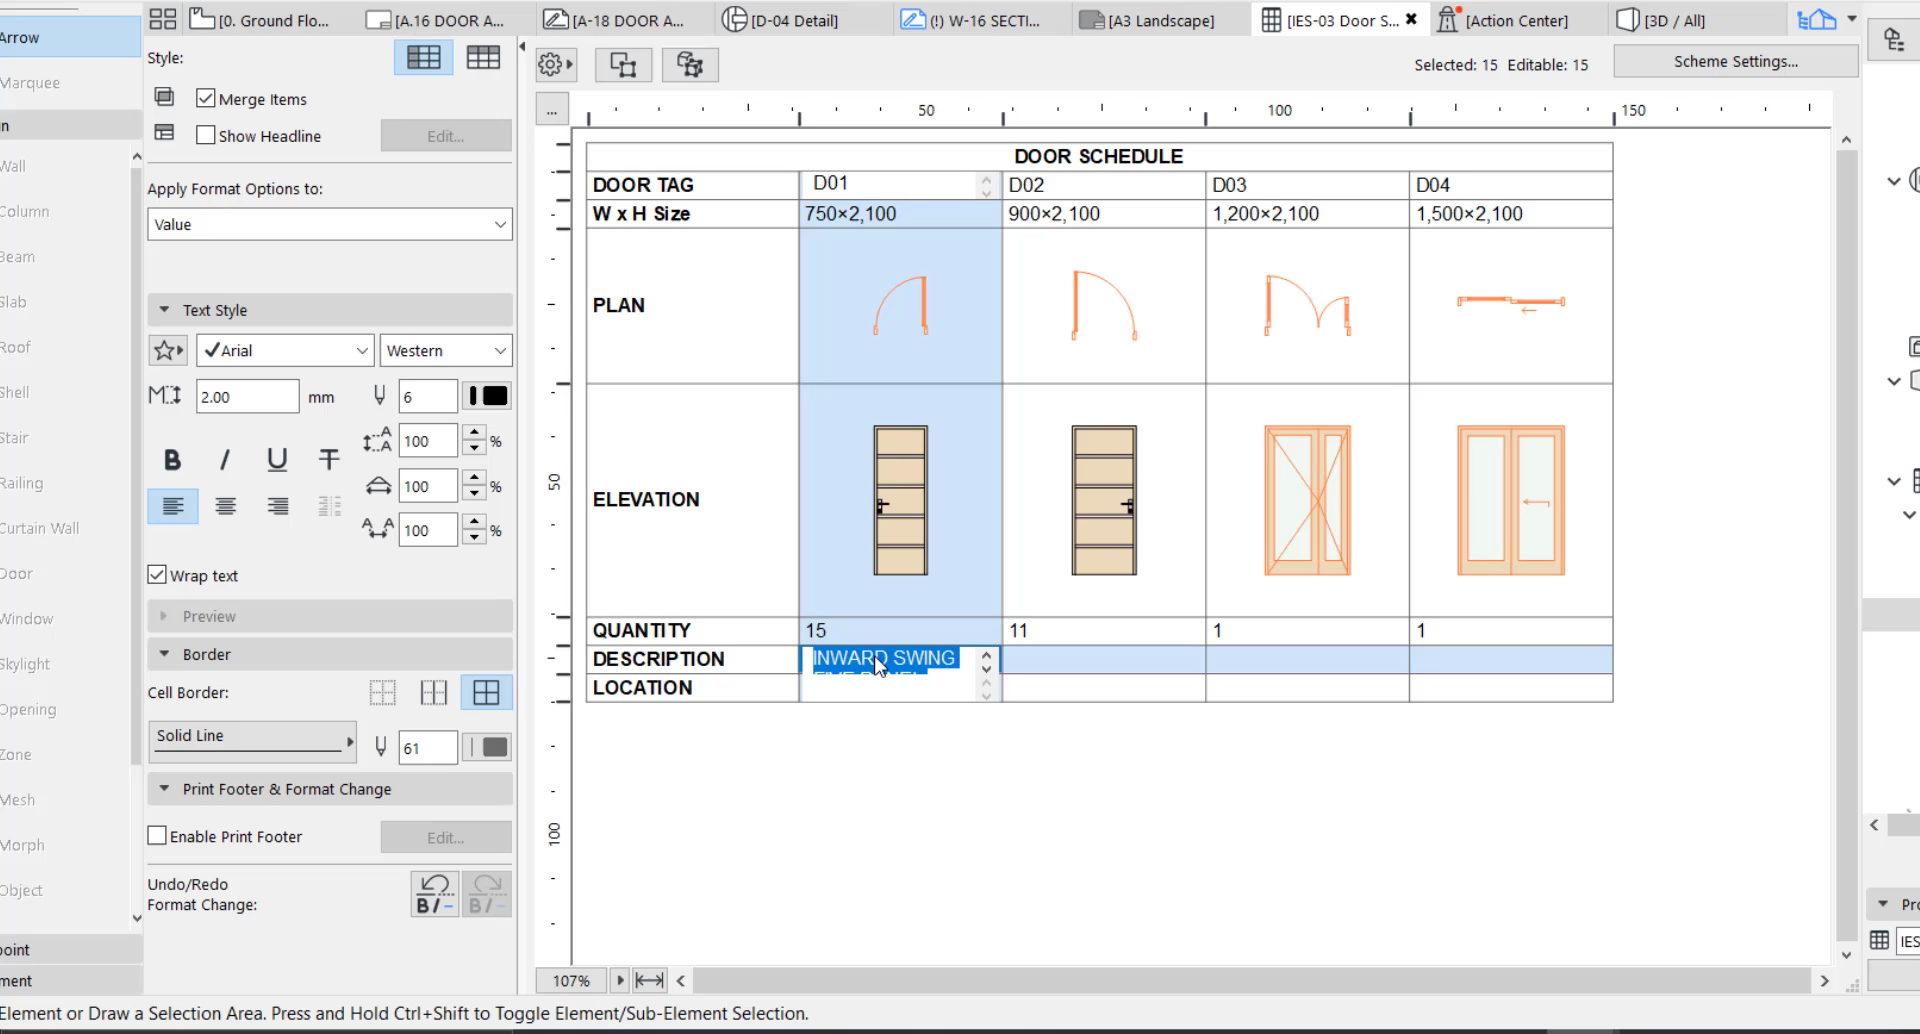 [0. Ground Flo...
[A.16 DOOR A...
[A-18 DOOR A...
[D-04 Detail]
(!) W-16 SECTI...
[A3 Landscape]
[IES-03 Door S...
[Action Center]
[3D / All]
Arrow
Marquee
Wall
Column
Beam
Slab
Roof
Shell
Stair
Railing
Curtain Wall
Door
Window
Skylight
Opening
Zone
Mesh
Morph
Object
oint
ment
Style:
Merge Items
Show Headline
Edit...
Apply Format Options to:
Value
Text Style
Arial
Western
2.00
mm
6
100
%
100
%
100
%
B I U T
Wrap text
Preview
Border
Cell Border:
Solid Line
61
Print Footer & Format Change
Enable Print Footer
Edit...
Undo/Redo
Format Change:
B/-
B/-
Selected: 15 Editable: 15
Scheme Settings...
...
50
100
150
50
100
DOOR SCHEDULE
DOOR TAG D01 D02 D03 D04
W x H Size 750×2,100 900×2,100 1,200×2,100 1,500×2,100
PLAN
ELEVATION
QUANTITY 15 11 1 1
DESCRIPTION INWARD SWING
LOCATION
107%
Pro
IES
Element or Draw a Selection Area. Press and Hold Ctrl+Shift to Toggle Element/Sub-Element Selection.